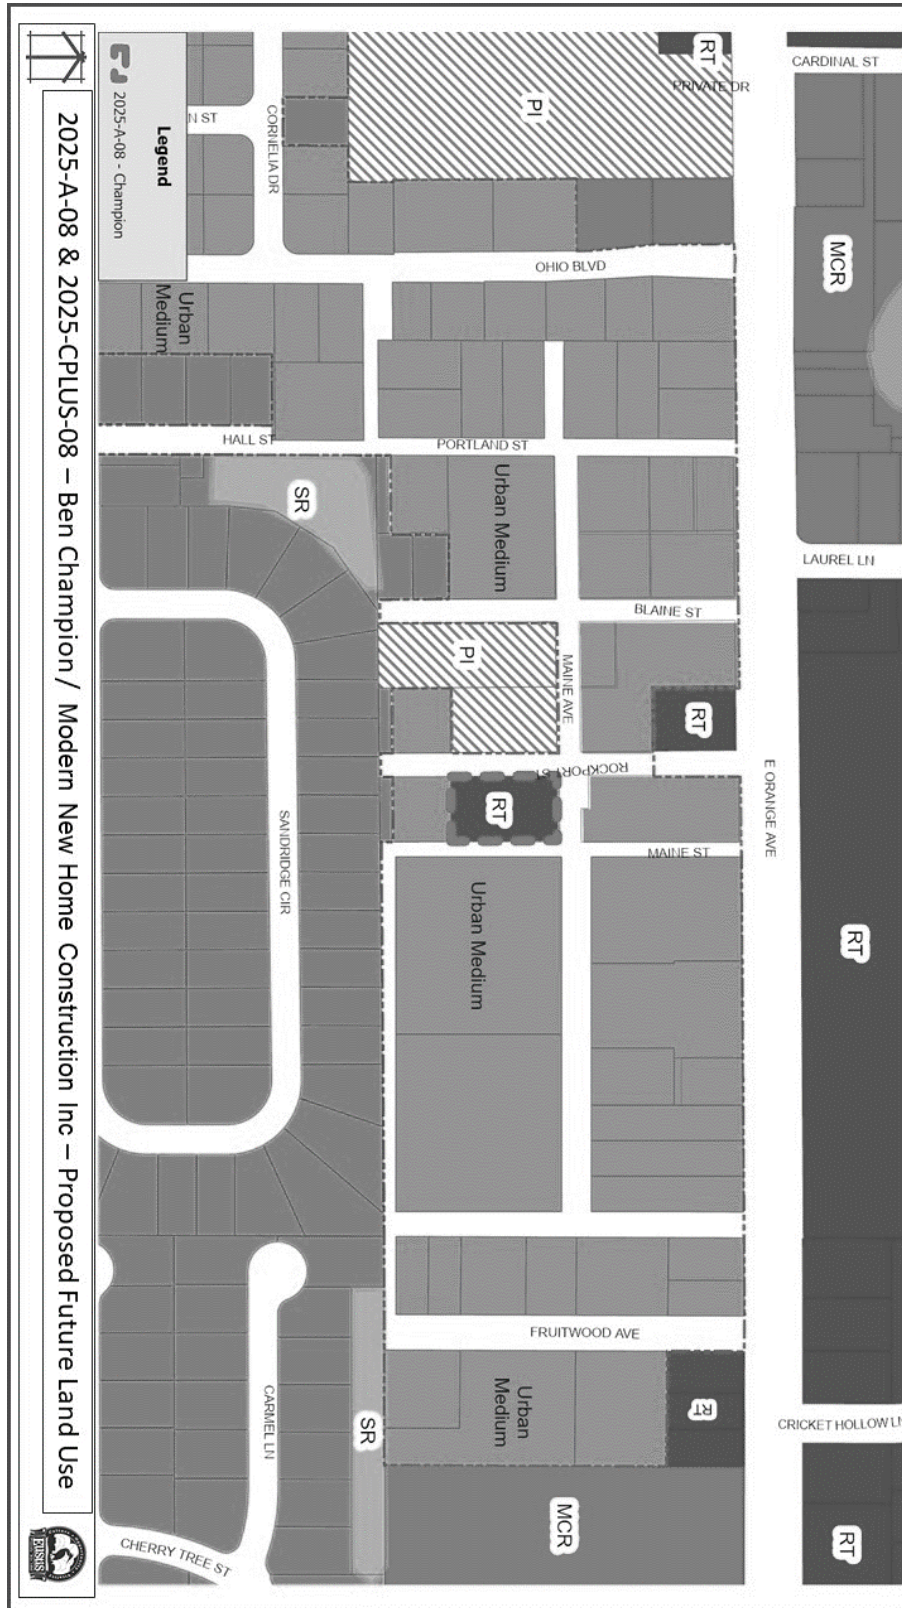 2025-A-08 & 2025-CPLUS-08 – Ben Champion / Modern New Home Construction Inc – Proposed Future Land Use
Legend
2025-A-08 - Champion
EUSTIS
N ST
CORNELIA DR
PI
RT
PRIVATE DR
CARDINAL ST
MCR
OHIO BLVD
Urban
Medium
HALL ST
PORTLAND ST
SR
Urban Medium
LAUREL LN
BLAINE ST
PI
MAINE AVE
RT
ROCKPORT ST
E ORANGE AVE
RT
SANDRIDGE CIR
MAINE ST
Urban Medium
RT
FRUITWOOD AVE
CARMEL LN
SR
Urban
Medium
RT
CRICKET HOLLOW LN
MCR
RT
CHERRY TREE ST